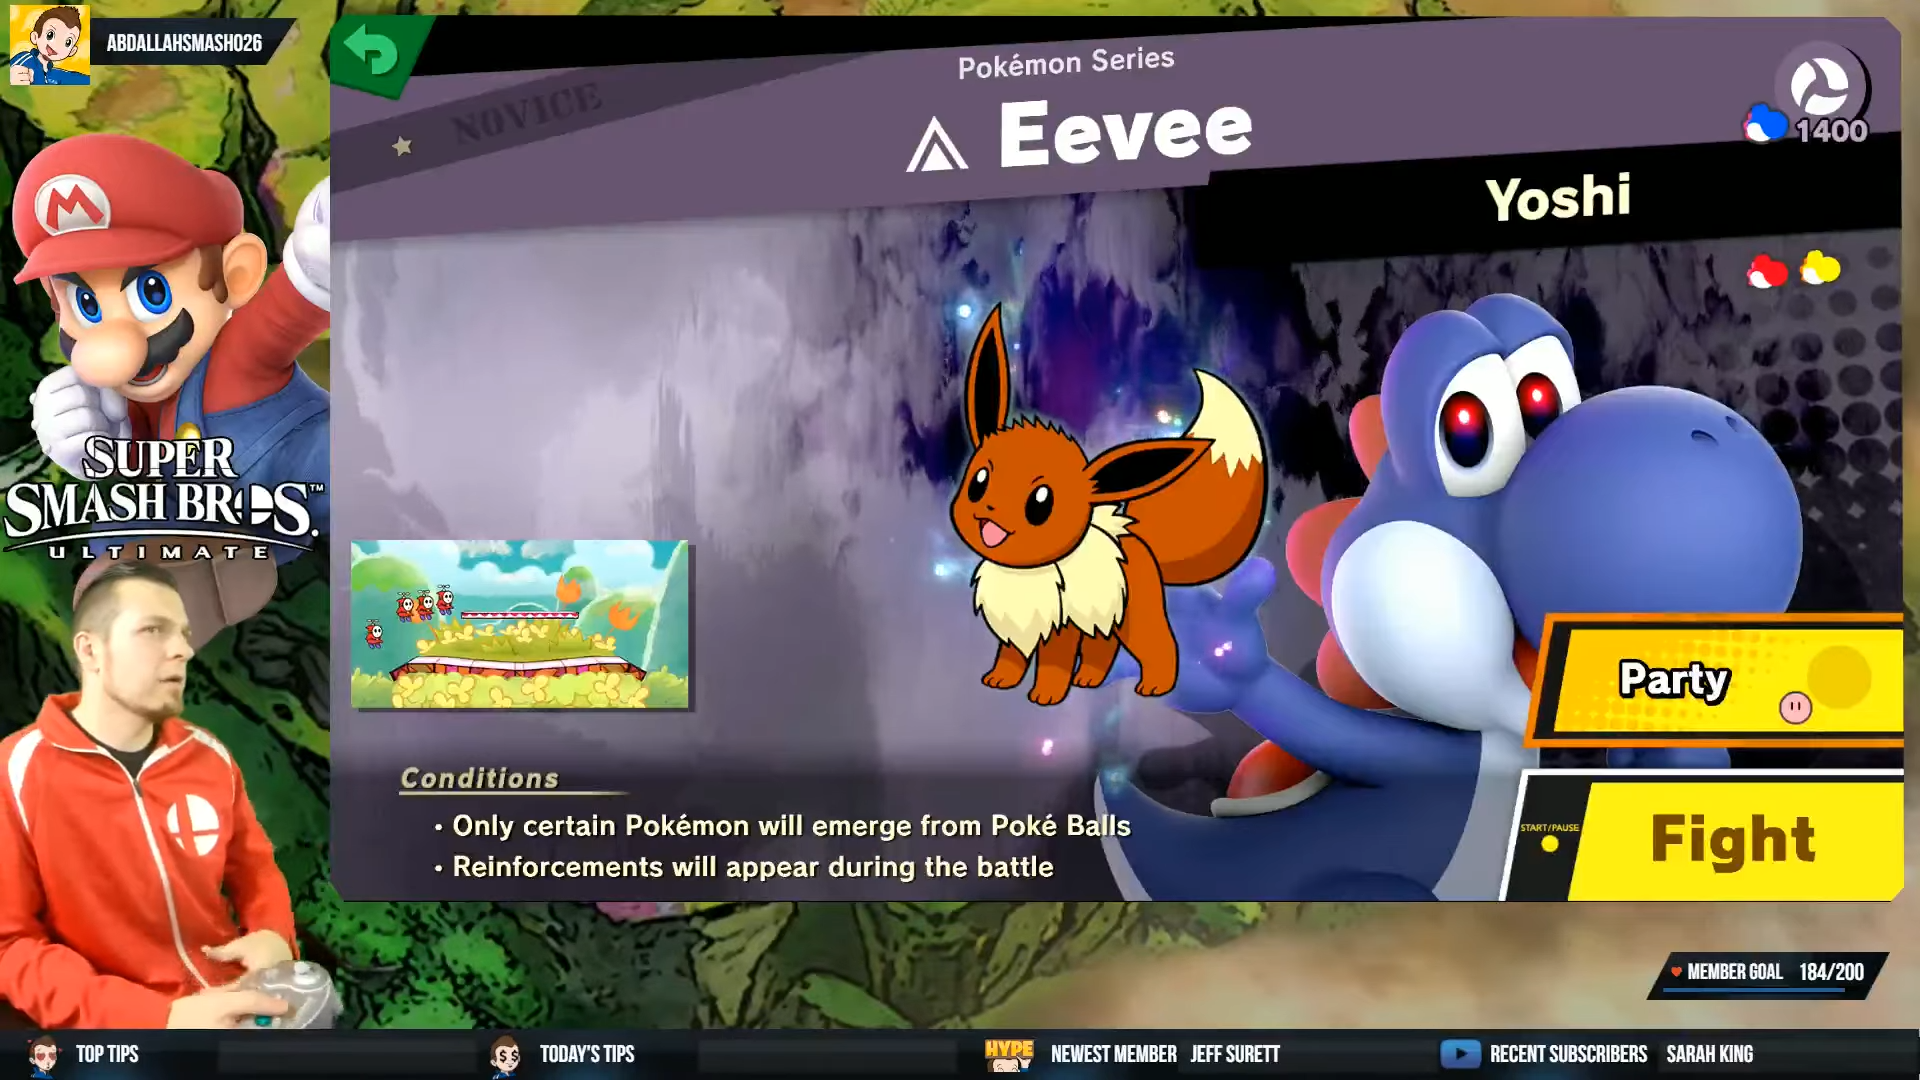 ABDALLAHSMASH026
NOVICE
Pokémon Series
Eevee
1400
Yoshi
M
SUPER
SMASH BROS.™
ULTIMATE
Party
START/PAUSE
Fight
Conditions
• Only certain Pokémon will emerge from Poké Balls
• Reinforcements will appear during the battle
MEMBER GOAL 184/200
TOP TIPS
TODAY'S TIPS
HYPE
NEWEST MEMBER JEFF SURETT
RECENT SUBSCRIBERS SARAH KING